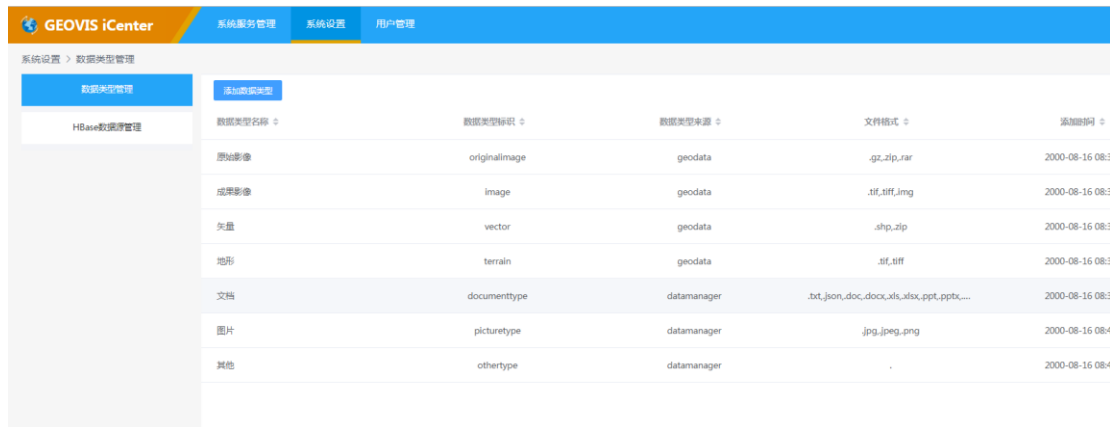 GEOVIS iCenter 系统服务管理 系统设置 用户管理
系统设置 > 数据类型管理
数据类型管理 添加数据类型
HBase数据源管理 数据类型名称 数据类型标识 数据类型来源 文件格式 添加时间
原始影像 originalimage geodata .gz,.zip,.rar 2000-08-16 08:3
成果影像 image geodata .tif,.tiff,.img 2000-08-16 08:3
矢量 vector geodata .shp,.zip 2000-08-16 08:3
地形 terrain geodata .tif,.tiff 2000-08-16 08:3
文档 documenttype datamanager .txt,.json,.doc,.docx,.xls,.xlsx,.ppt,.pptx,.... 2000-08-16 08:3
图片 picturetype datamanager .jpg,.jpeg,.png 2000-08-16 08:4
其他 othertype datamanager . 2000-08-16 08:4